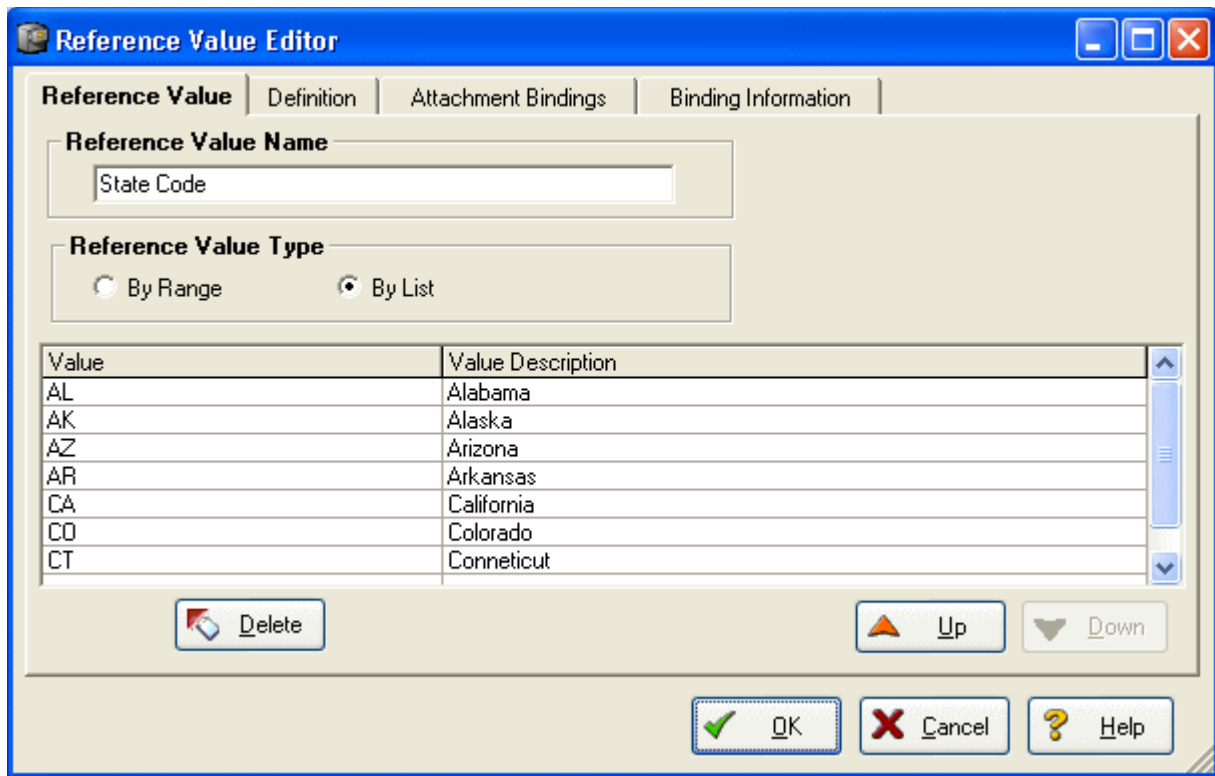 Reference Value Editor
Reference Value Definition Attachment Bindings Binding Information
Reference Value Name
State Code
Reference Value Type
By Range By List
Value Value Description
AL Alabama
AK Alaska
AZ Arizona
AR Arkansas
CA California
CO Colorado
CT Conneticut
Delete Up Down
OK Cancel Help